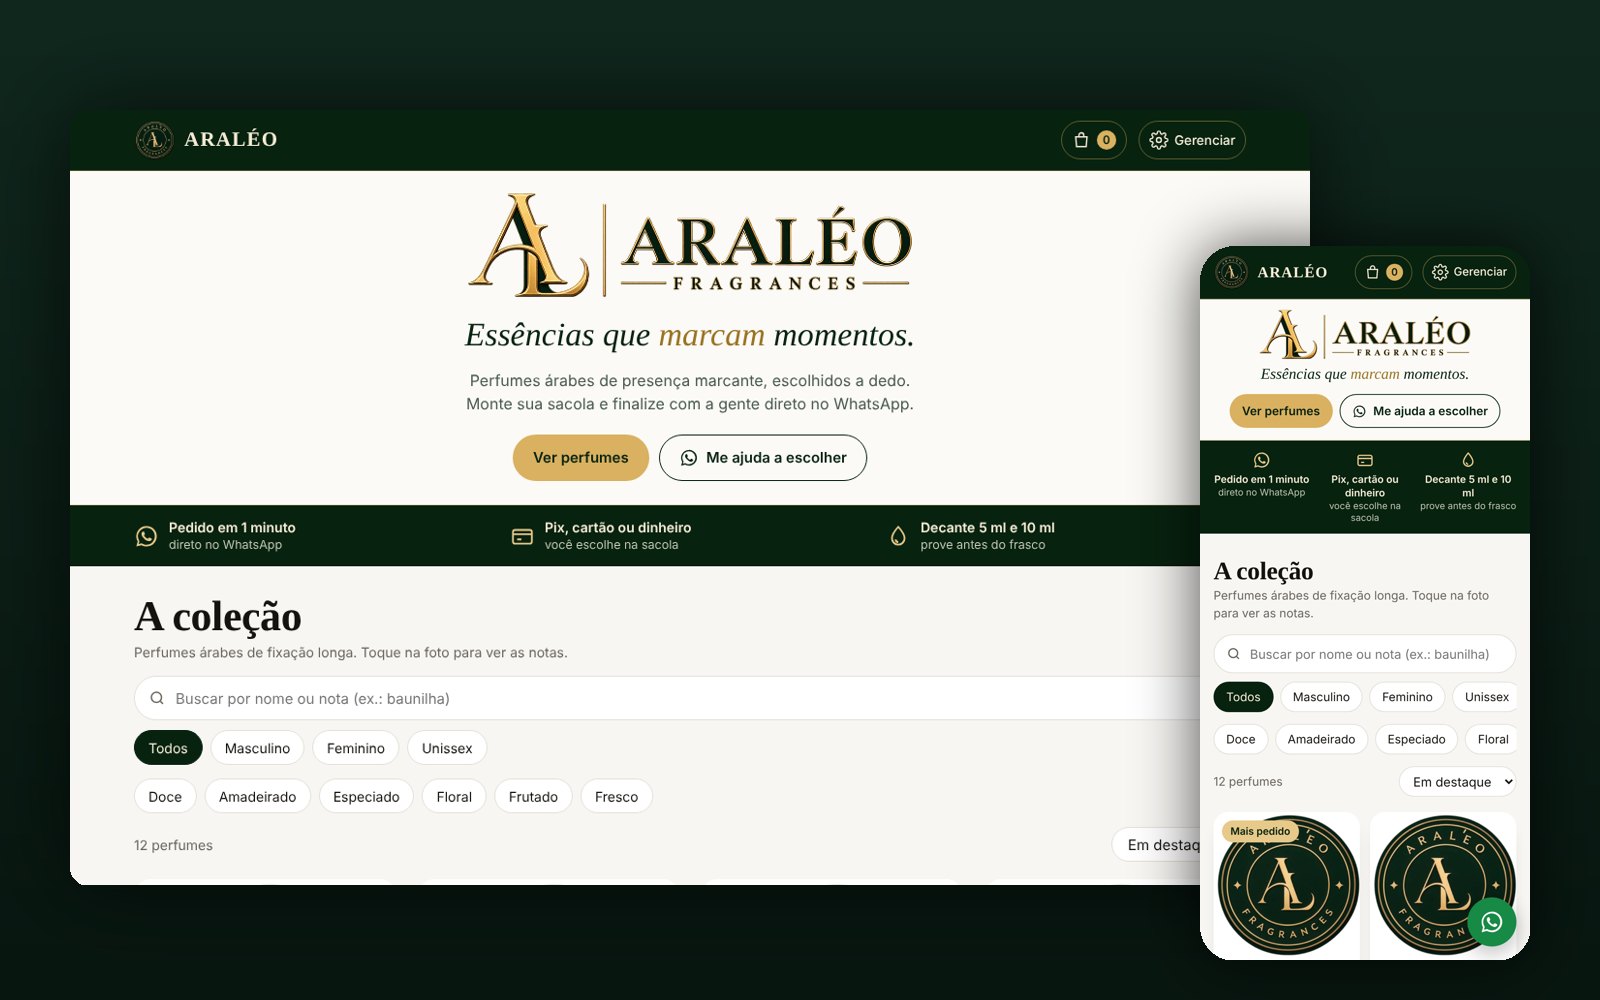 ARALÉO
0
Gerenciar
AL ARALÉO
FRAGRANCES
Essências que marcam momentos.
Perfumes árabes de presença marcante, escolhidos a dedo.
Monte sua sacola e finalize com a gente direto no WhatsApp.
Ver perfumes
Me ajuda a escolher
Pedido em 1 minuto
direto no WhatsApp
Pix, cartão ou dinheiro
você escolhe na sacola
Decante 5 ml e 10 ml
prove antes do frasco
A coleção
Perfumes árabes de fixação longa. Toque na foto para ver as notas.
Buscar por nome ou nota (ex.: baunilha)
Todos Masculino Feminino Unissex
Doce Amadeirado Especiado Floral Frutado Fresco
12 perfumes
Em destaq
ARALÉO
0
Gerenciar
AL ARALÉO
FRAGRANCES
Essências que marcam momentos.
Ver perfumes
Me ajuda a escolher
Pedido em 1 minuto
direto no WhatsApp
Pix, cartão ou
dinheiro
você escolhe na
sacola
Decante 5 ml e 10
ml
prove antes do frasco
A coleção
Perfumes árabes de fixação longa. Toque na foto
para ver as notas.
Buscar por nome ou nota (ex.: baunilha)
Todos Masculino Feminino Unissex
Doce Amadeirado Especiado Floral
12 perfumes
Em destaque
Mais pedido
ARALÉO
AL
FRAGRANCES
ARALÉO
AL
FRAGRAN